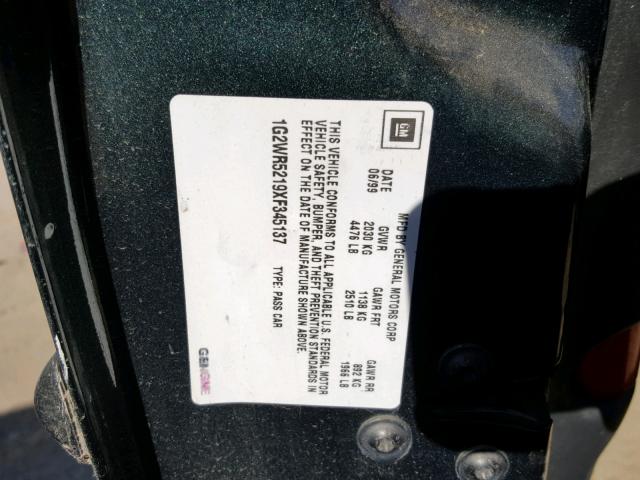 GM
MFD BY GENERAL MOTORS CORP
DATE GVWR GAWR FRT GAWR RR
06/99 2030 KG 1138 KG 892 KG
4476 LB 2510 LB 1966 LB
THIS VEHICLE CONFORMS TO ALL APPLICABLE U.S. FEDERAL MOTOR
VEHICLE SAFETY, BUMPER, AND THEFT PREVENTION STANDARDS IN
EFFECT ON THE DATE OF MANUFACTURE SHOWN ABOVE.
1G2WR5219XF345137 TYPE: PASS CAR